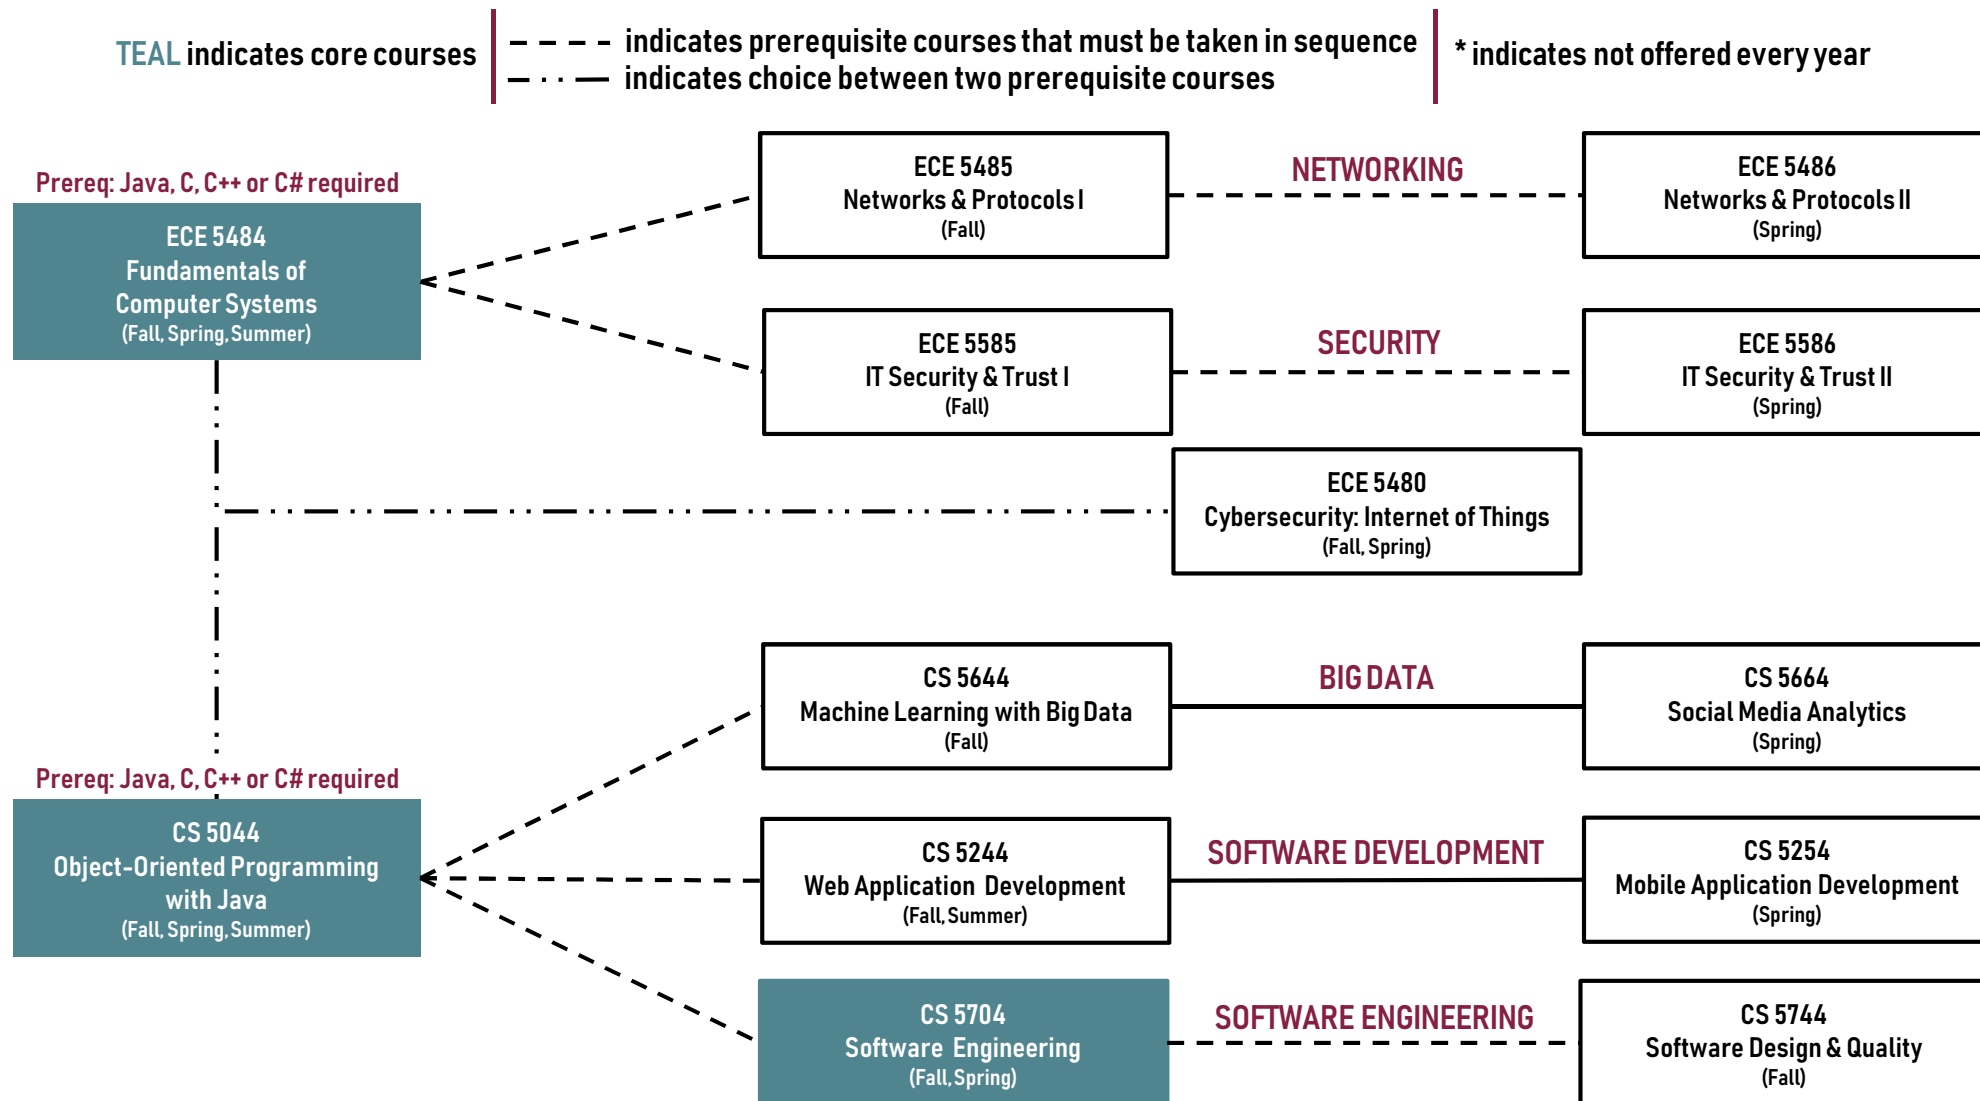 TEAL indicates core courses
indicates prerequisite courses that must be taken in sequence
indicates choice between two prerequisite courses
* indicates not offered every year
Prereq: Java, C, C++ or C# required
ECE 5484
Fundamentals of
Computer Systems
(Fall, Spring, Summer)
ECE 5485
Networks & Protocols I
(Fall)
NETWORKING
ECE 5486
Networks & Protocols II
(Spring)
ECE 5585
IT Security & Trust I
(Fall)
SECURITY
ECE 5586
IT Security & Trust II
(Spring)
ECE 5480
Cybersecurity: Internet of Things
(Fall, Spring)
Prereq: Java, C, C++ or C# required
CS 5044
Object-Oriented Programming
with Java
(Fall, Spring, Summer)
CS 5644
Machine Learning with Big Data
(Fall)
BIG DATA
CS 5664
Social Media Analytics
(Spring)
CS 5244
Web Application Development
(Fall, Summer)
SOFTWARE DEVELOPMENT
CS 5254
Mobile Application Development
(Spring)
CS 5704
Software Engineering
(Fall, Spring)
SOFTWARE ENGINEERING
CS 5744
Software Design & Quality
(Fall)